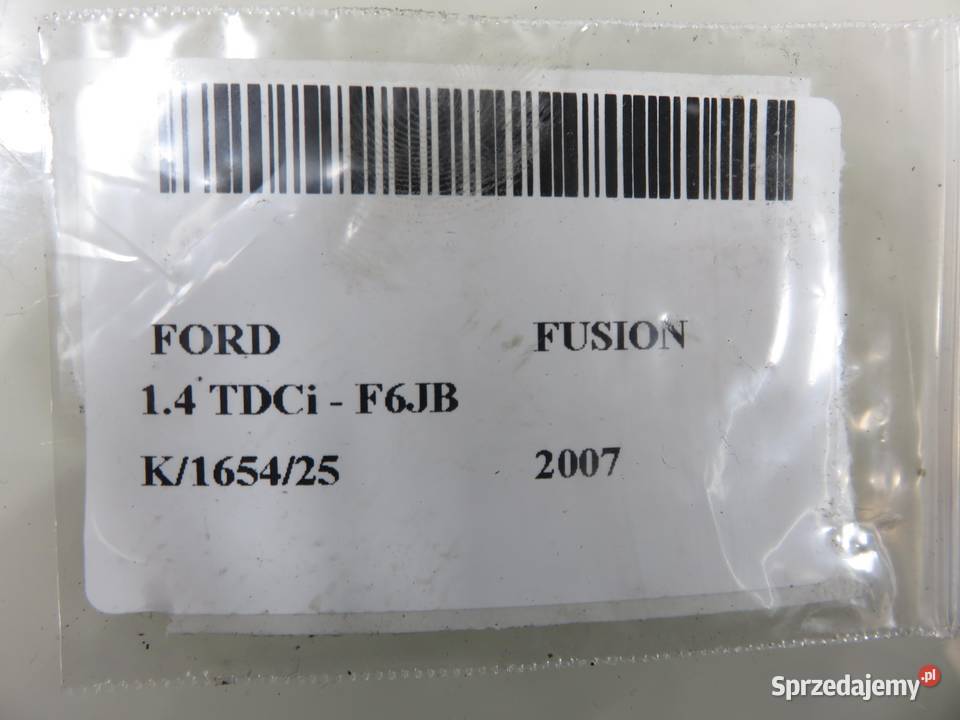 FORD FUSION
1.4 TDCi - F6JB
K/1654/25 2007
Sprzedajemy.pl